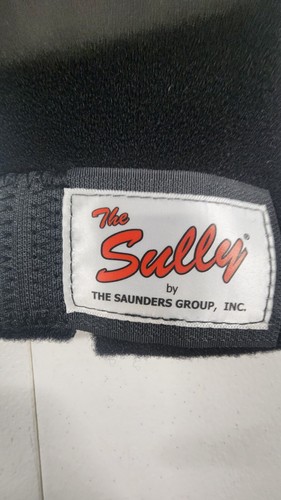 The
Sully®
by
THE SAUNDERS GROUP, INC.